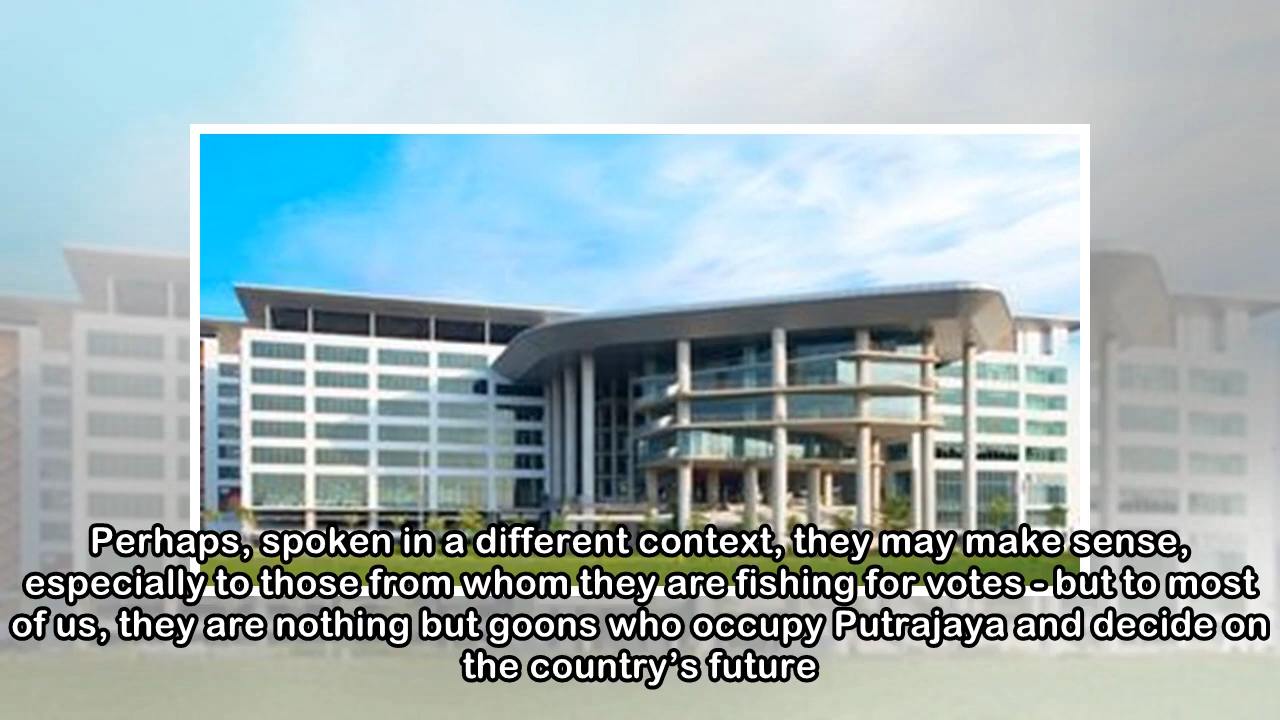 Perhaps, spoken in a different context, they may make sense,
especially to those from whom they are fishing for votes - but to most
of us, they are nothing but goons who occupy Putrajaya and decide on
the country’s future